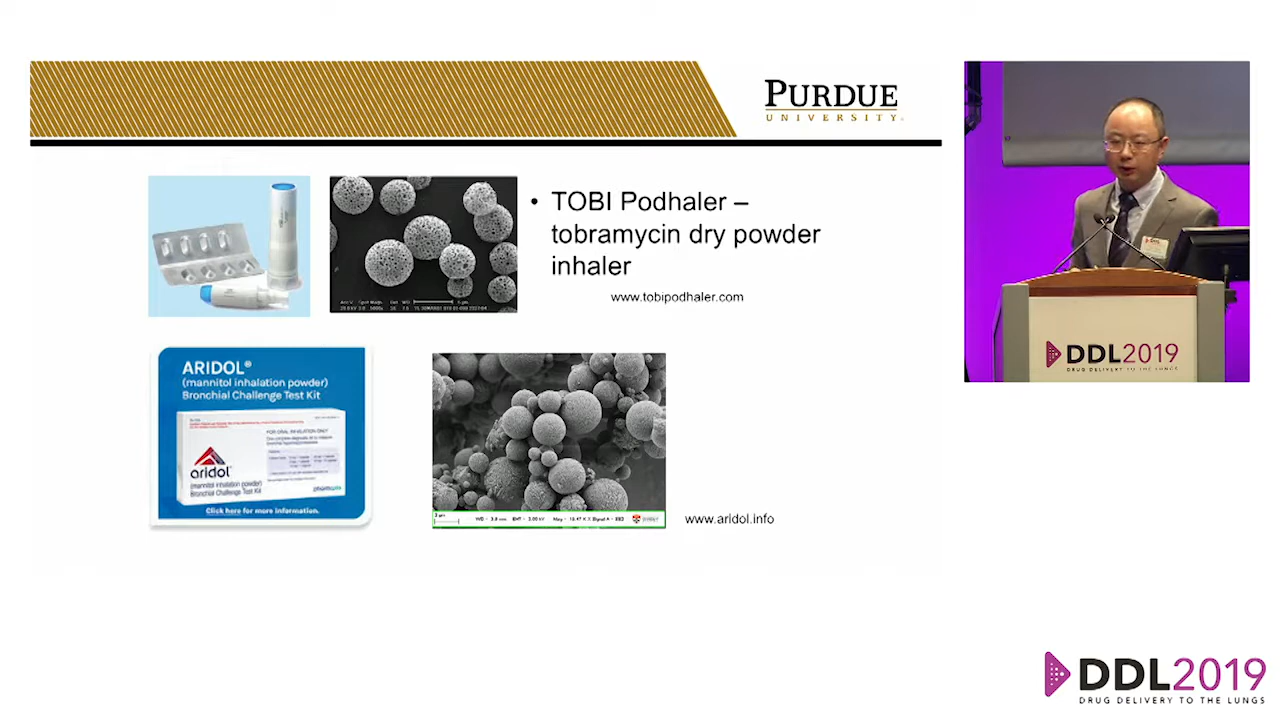 PURDUE
UNIVERSITY
• TOBI Podhaler –
tobramycin dry powder
inhaler
www.tobipodhaler.com
ARIDOL®
(mannitol inhalation powder)
Bronchial Challenge Test Kit
FOR ORAL INHALATION ONLY
aridol
(mannitol inhalation powder)
Bronchial Challenge Test Kit
pharmaxis
Click here for more information.
www.aridol.info
DDL2019
DRUG DELIVERY TO THE LUNGS
DDL2019
DRUG DELIVERY TO THE LUNGS